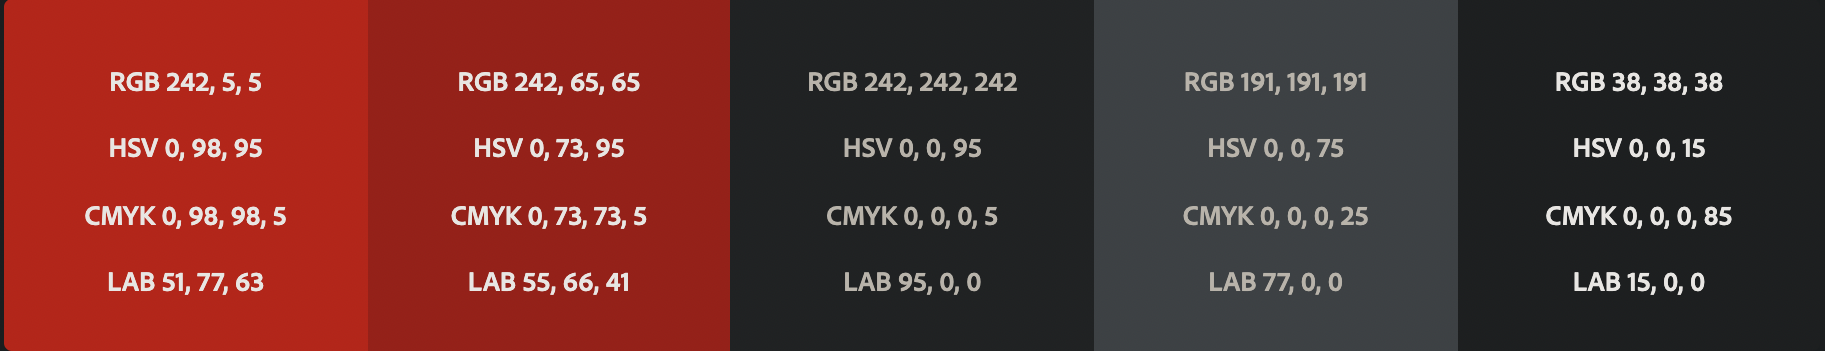 RGB 242, 5, 5
HSV 0, 98, 95
CMYK 0, 98, 98, 5
LAB 51, 77, 63
RGB 242, 65, 65
HSV 0, 73, 95
CMYK 0, 73, 73, 5
LAB 55, 66, 41
RGB 242, 242, 242
HSV 0, 0, 95
CMYK 0, 0, 0, 5
LAB 95, 0, 0
RGB 191, 191, 191
HSV 0, 0, 75
CMYK 0, 0, 0, 25
LAB 77, 0, 0
RGB 38, 38, 38
HSV 0, 0, 15
CMYK 0, 0, 0, 85
LAB 15, 0, 0